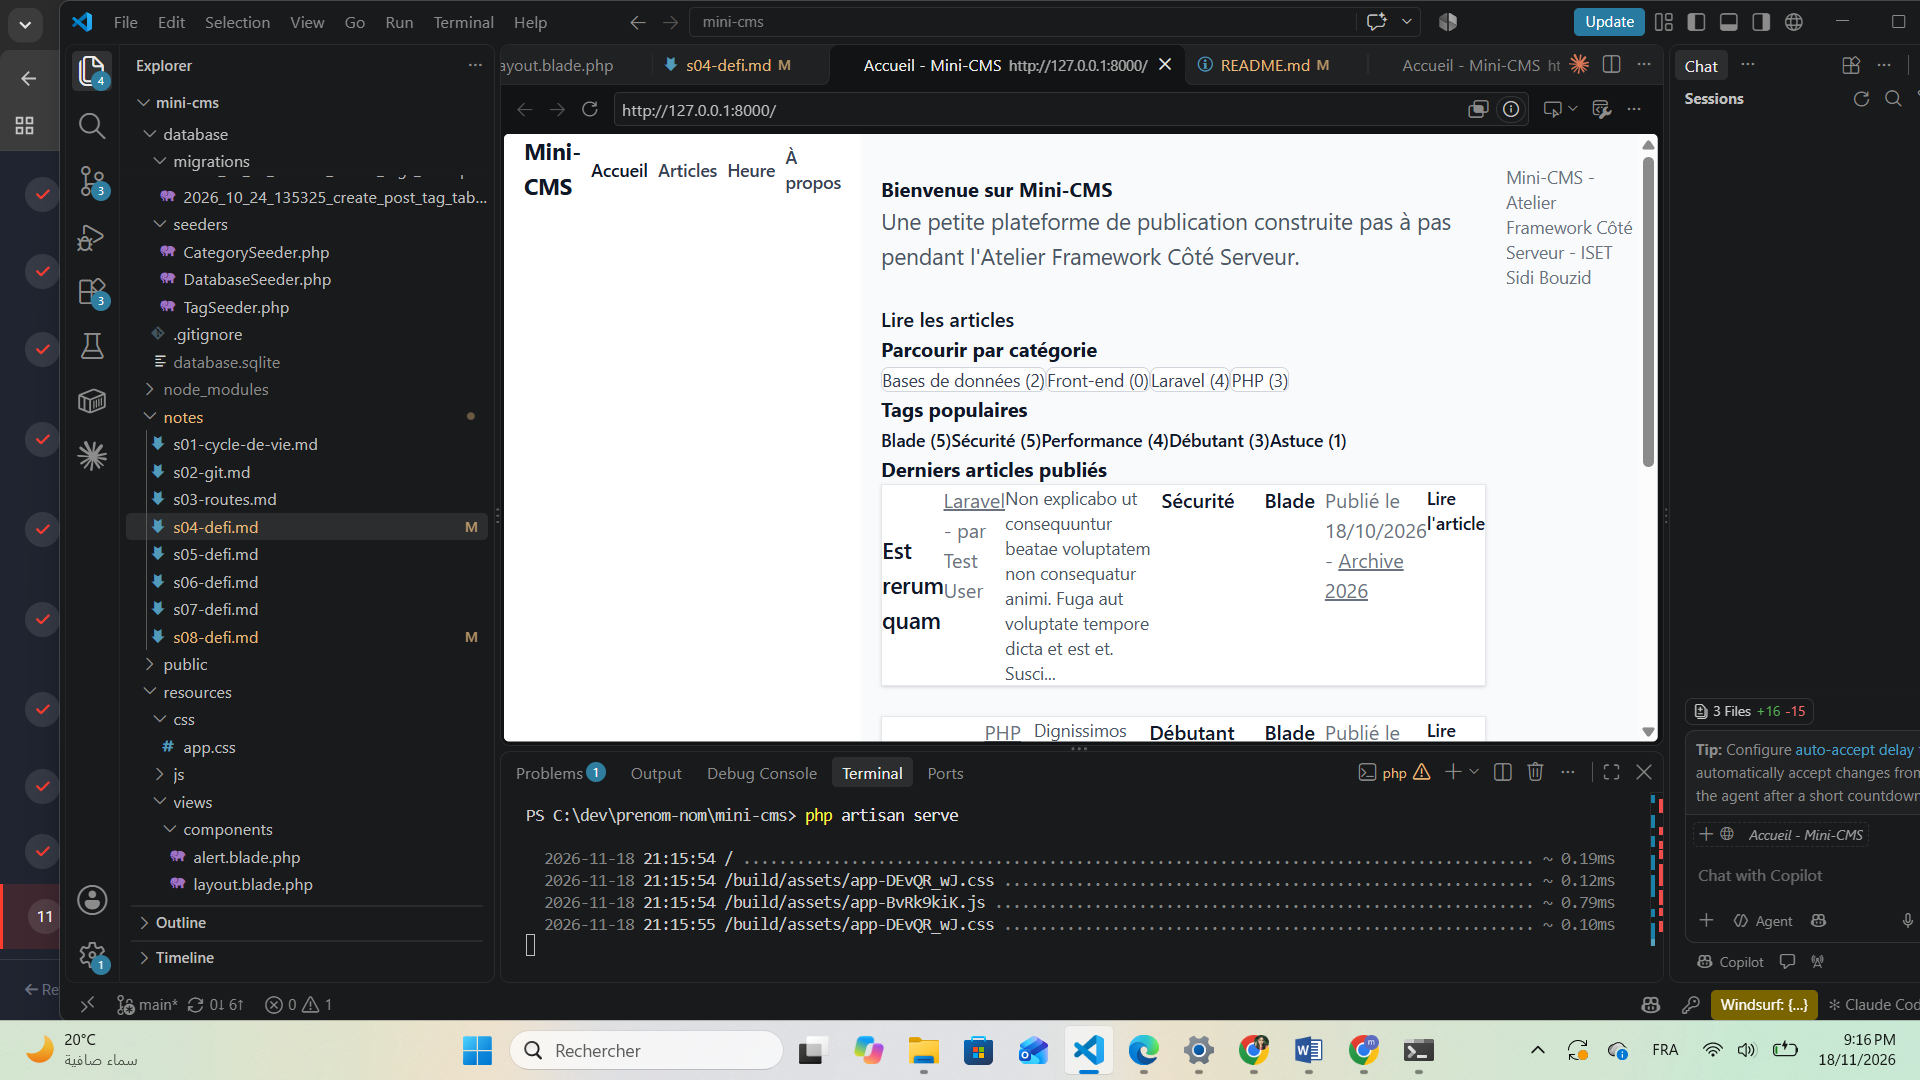 File Edit Selection View Go Run Terminal Help
mini-cms
Update
Explorer
mini-cms
database
migrations
2026_10_24_135325_create_post_tag_tab...
seeders
CategorySeeder.php
DatabaseSeeder.php
TagSeeder.php
.gitignore
database.sqlite
node_modules
notes
s01-cycle-de-vie.md
s02-git.md
s03-routes.md
s04-defi.md M
s05-defi.md
s06-defi.md
s07-defi.md
s08-defi.md M
public
resources
css
app.css
js
views
components
alert.blade.php
layout.blade.php
Outline
Timeline
4
3
3
1
11
Re
ayout.blade.php
s04-defi.md M
Accueil - Mini-CMS http://127.0.0.1:8000/
README.md M
Accueil - Mini-CMS ht
http://127.0.0.1:8000/
Mini-
CMS
Accueil Articles Heure
À
propos
Bienvenue sur Mini-CMS
Une petite plateforme de publication construite pas à pas
pendant l'Atelier Framework Côté Serveur.
Lire les articles
Parcourir par catégorie
Bases de données (2) Front-end (0) Laravel (4) PHP (3)
Tags populaires
Blade (5)Sécurité (5)Performance (4)Débutant (3)Astuce (1)
Derniers articles publiés
Est
rerum
quam
Laravel
- par
Test
User
Non explicabo ut
consequuntur
beatae voluptatem
non consequatur
animi. Fuga aut
voluptate tempore
dicta et est et.
Susci...
Sécurité
Blade
Publié le
18/10/2026
- Archive
2026
Lire
l'article
PHP
Dignissimos
Débutant
Blade
Publié le
Lire
Mini-CMS -
Atelier
Framework Côté
Serveur - ISET
Sidi Bouzid
Problems 1 Output Debug Console Terminal Ports
php
PS C:\dev\prenom-nom\mini-cms> php artisan serve
2026-11-18 21:15:54 / ~ 0.19ms
2026-11-18 21:15:54 /build/assets/app-DEvQR_wJ.css ~ 0.12ms
2026-11-18 21:15:54 /build/assets/app-BvRk9kiK.js ~ 0.79ms
2026-11-18 21:15:55 /build/assets/app-DEvQR_wJ.css ~ 0.10ms
Chat
Sessions
3 Files +16 -15
Tip: Configure auto-accept delay
automatically accept changes from
the agent after a short countdown
Accueil - Mini-CMS
Chat with Copilot
Agent
Copilot
main* 0↓ 6↑ 0 1
Windsurf: {...}
Claude Cod
20°C
سماء صافية
Rechercher
FRA
9:16 PM
18/11/2026